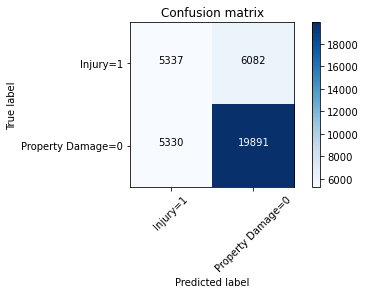 Confusion matrix
True label
Injury=1
Property Damage=0
5337 6082
5330 19891
Injury=1
Property Damage=0
Predicted label
18000
16000
14000
12000
10000
8000
6000